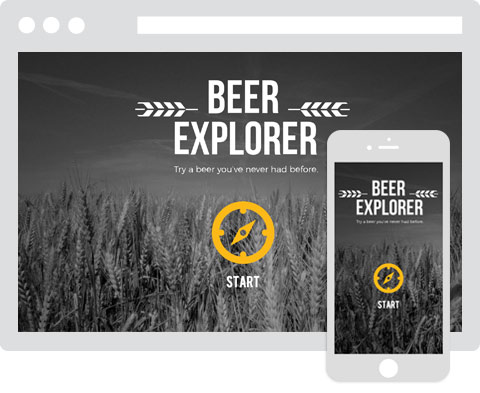 BEER
EXPLORER
Try a beer you've never had before.
START
BEER
EXPLORER
Try a beer you've never had before.
START